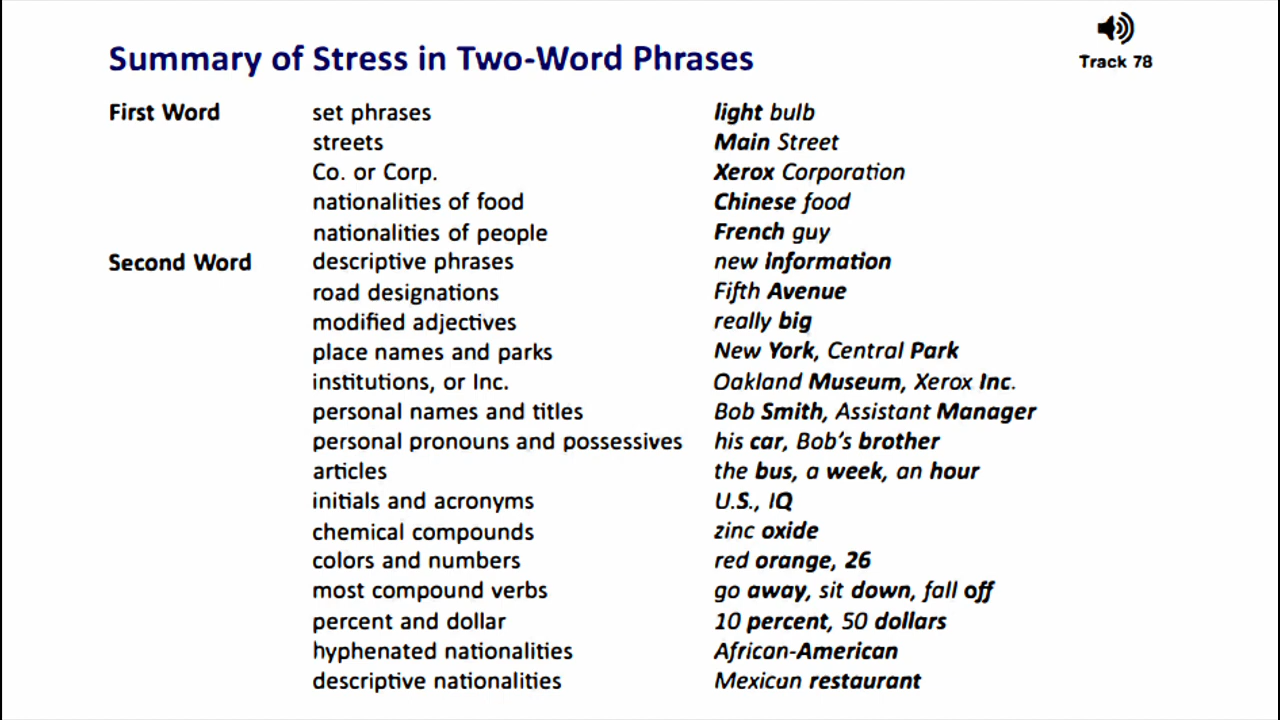 Summary of Stress in Two-Word Phrases
Track 78
First Word set phrases light bulb
streets Main Street
Co. or Corp. Xerox Corporation
nationalities of food Chinese food
nationalities of people French guy
Second Word descriptive phrases new information
road designations Fifth Avenue
modified adjectives really big
place names and parks New York, Central Park
institutions, or Inc. Oakland Museum, Xerox Inc.
personal names and titles Bob Smith, Assistant Manager
personal pronouns and possessives his car, Bob’s brother
articles the bus, a week, an hour
initials and acronyms U.S., IQ
chemical compounds zinc oxide
colors and numbers red orange, 26
most compound verbs go away, sit down, fall off
percent and dollar 10 percent, 50 dollars
hyphenated nationalities African-American
descriptive nationalities Mexican restaurant